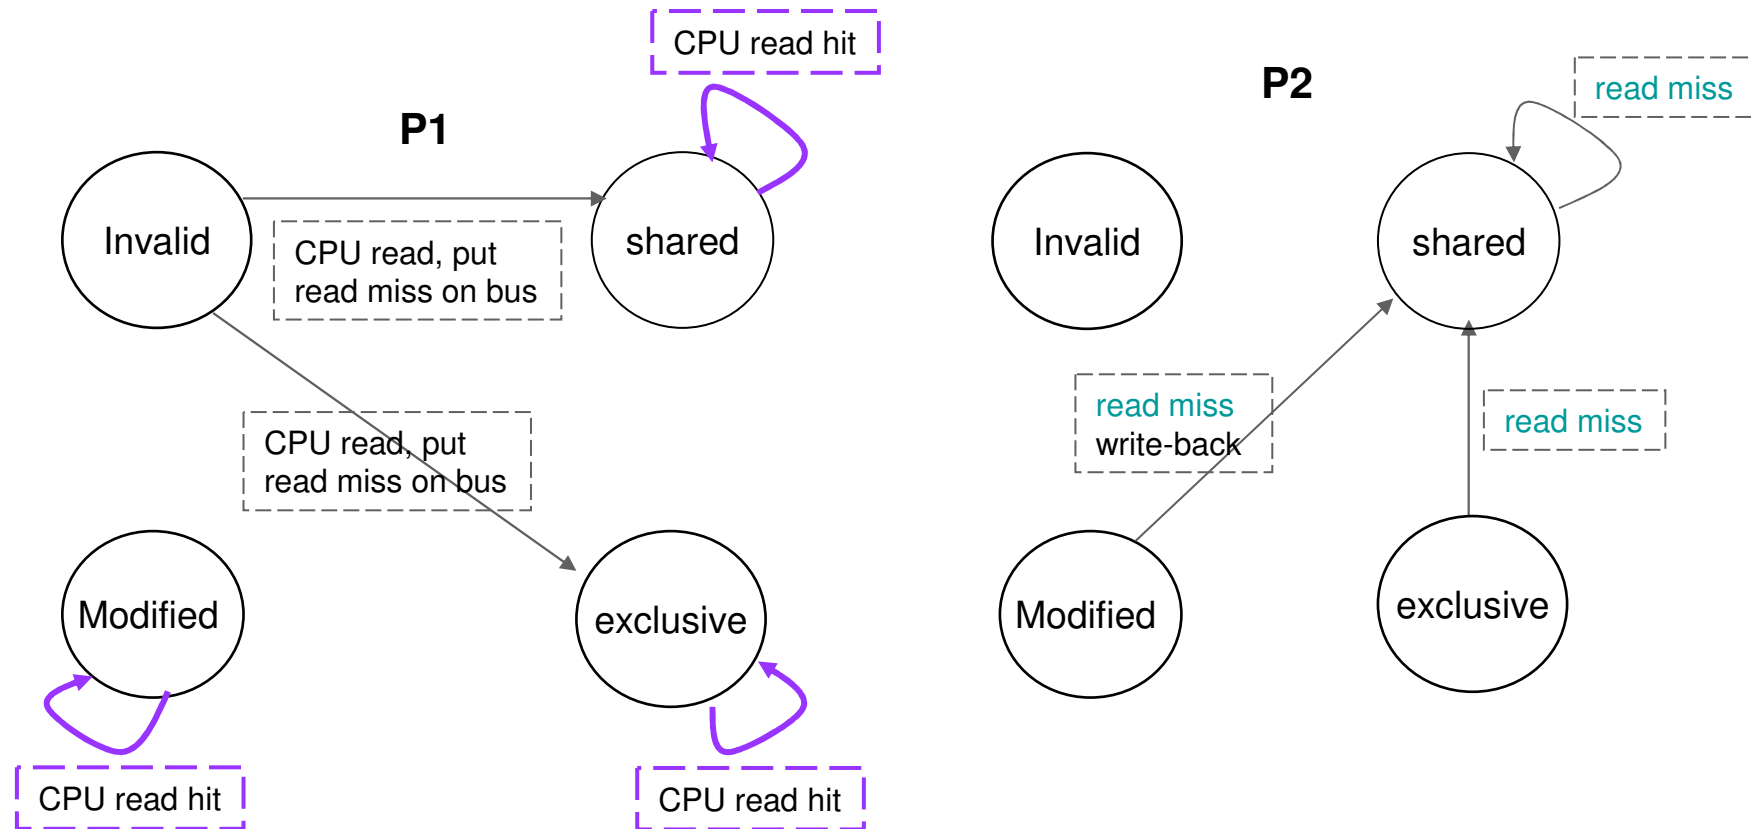 CPU read hit
P1
Invalid
shared
CPU read, put
read miss on bus
CPU read, put
read miss on bus
Modified
exclusive
CPU read hit
CPU read hit
P2
read miss
Invalid
shared
read miss
write-back
read miss
Modified
exclusive